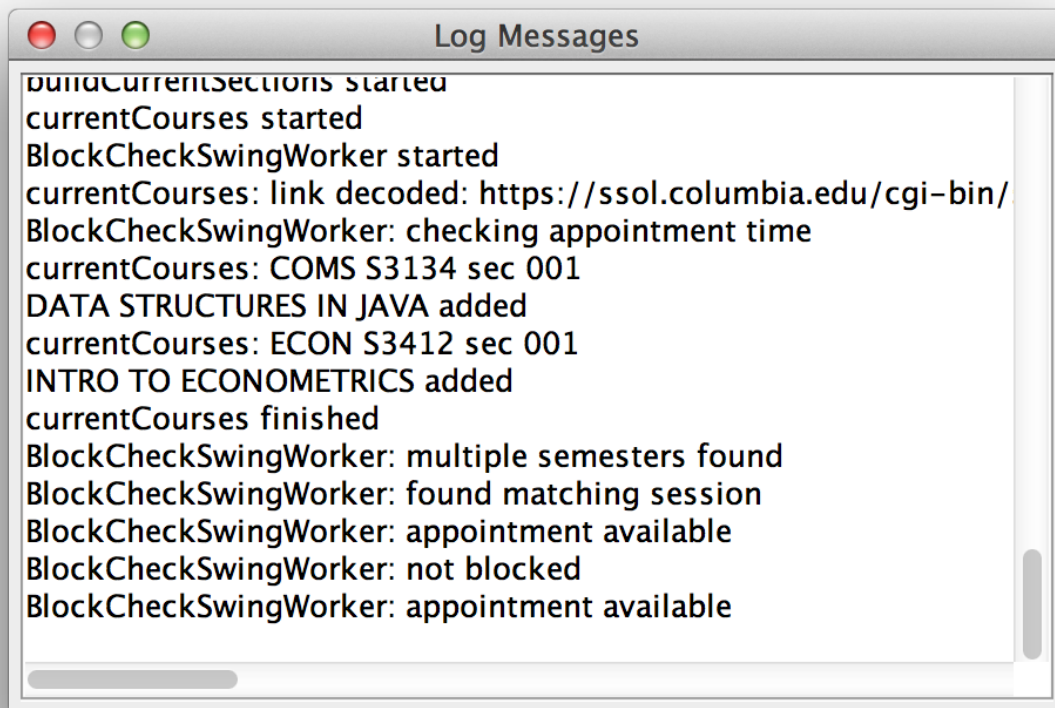 Log Messages
buildCurrentSections started
currentCourses started
BlockCheckSwingWorker started
currentCourses: link decoded: https://ssol.columbia.edu/cgi-bin/
BlockCheckSwingWorker: checking appointment time
currentCourses: COMS S3134 sec 001
DATA STRUCTURES IN JAVA added
currentCourses: ECON S3412 sec 001
INTRO TO ECONOMETRICS added
currentCourses finished
BlockCheckSwingWorker: multiple semesters found
BlockCheckSwingWorker: found matching session
BlockCheckSwingWorker: appointment available
BlockCheckSwingWorker: not blocked
BlockCheckSwingWorker: appointment available